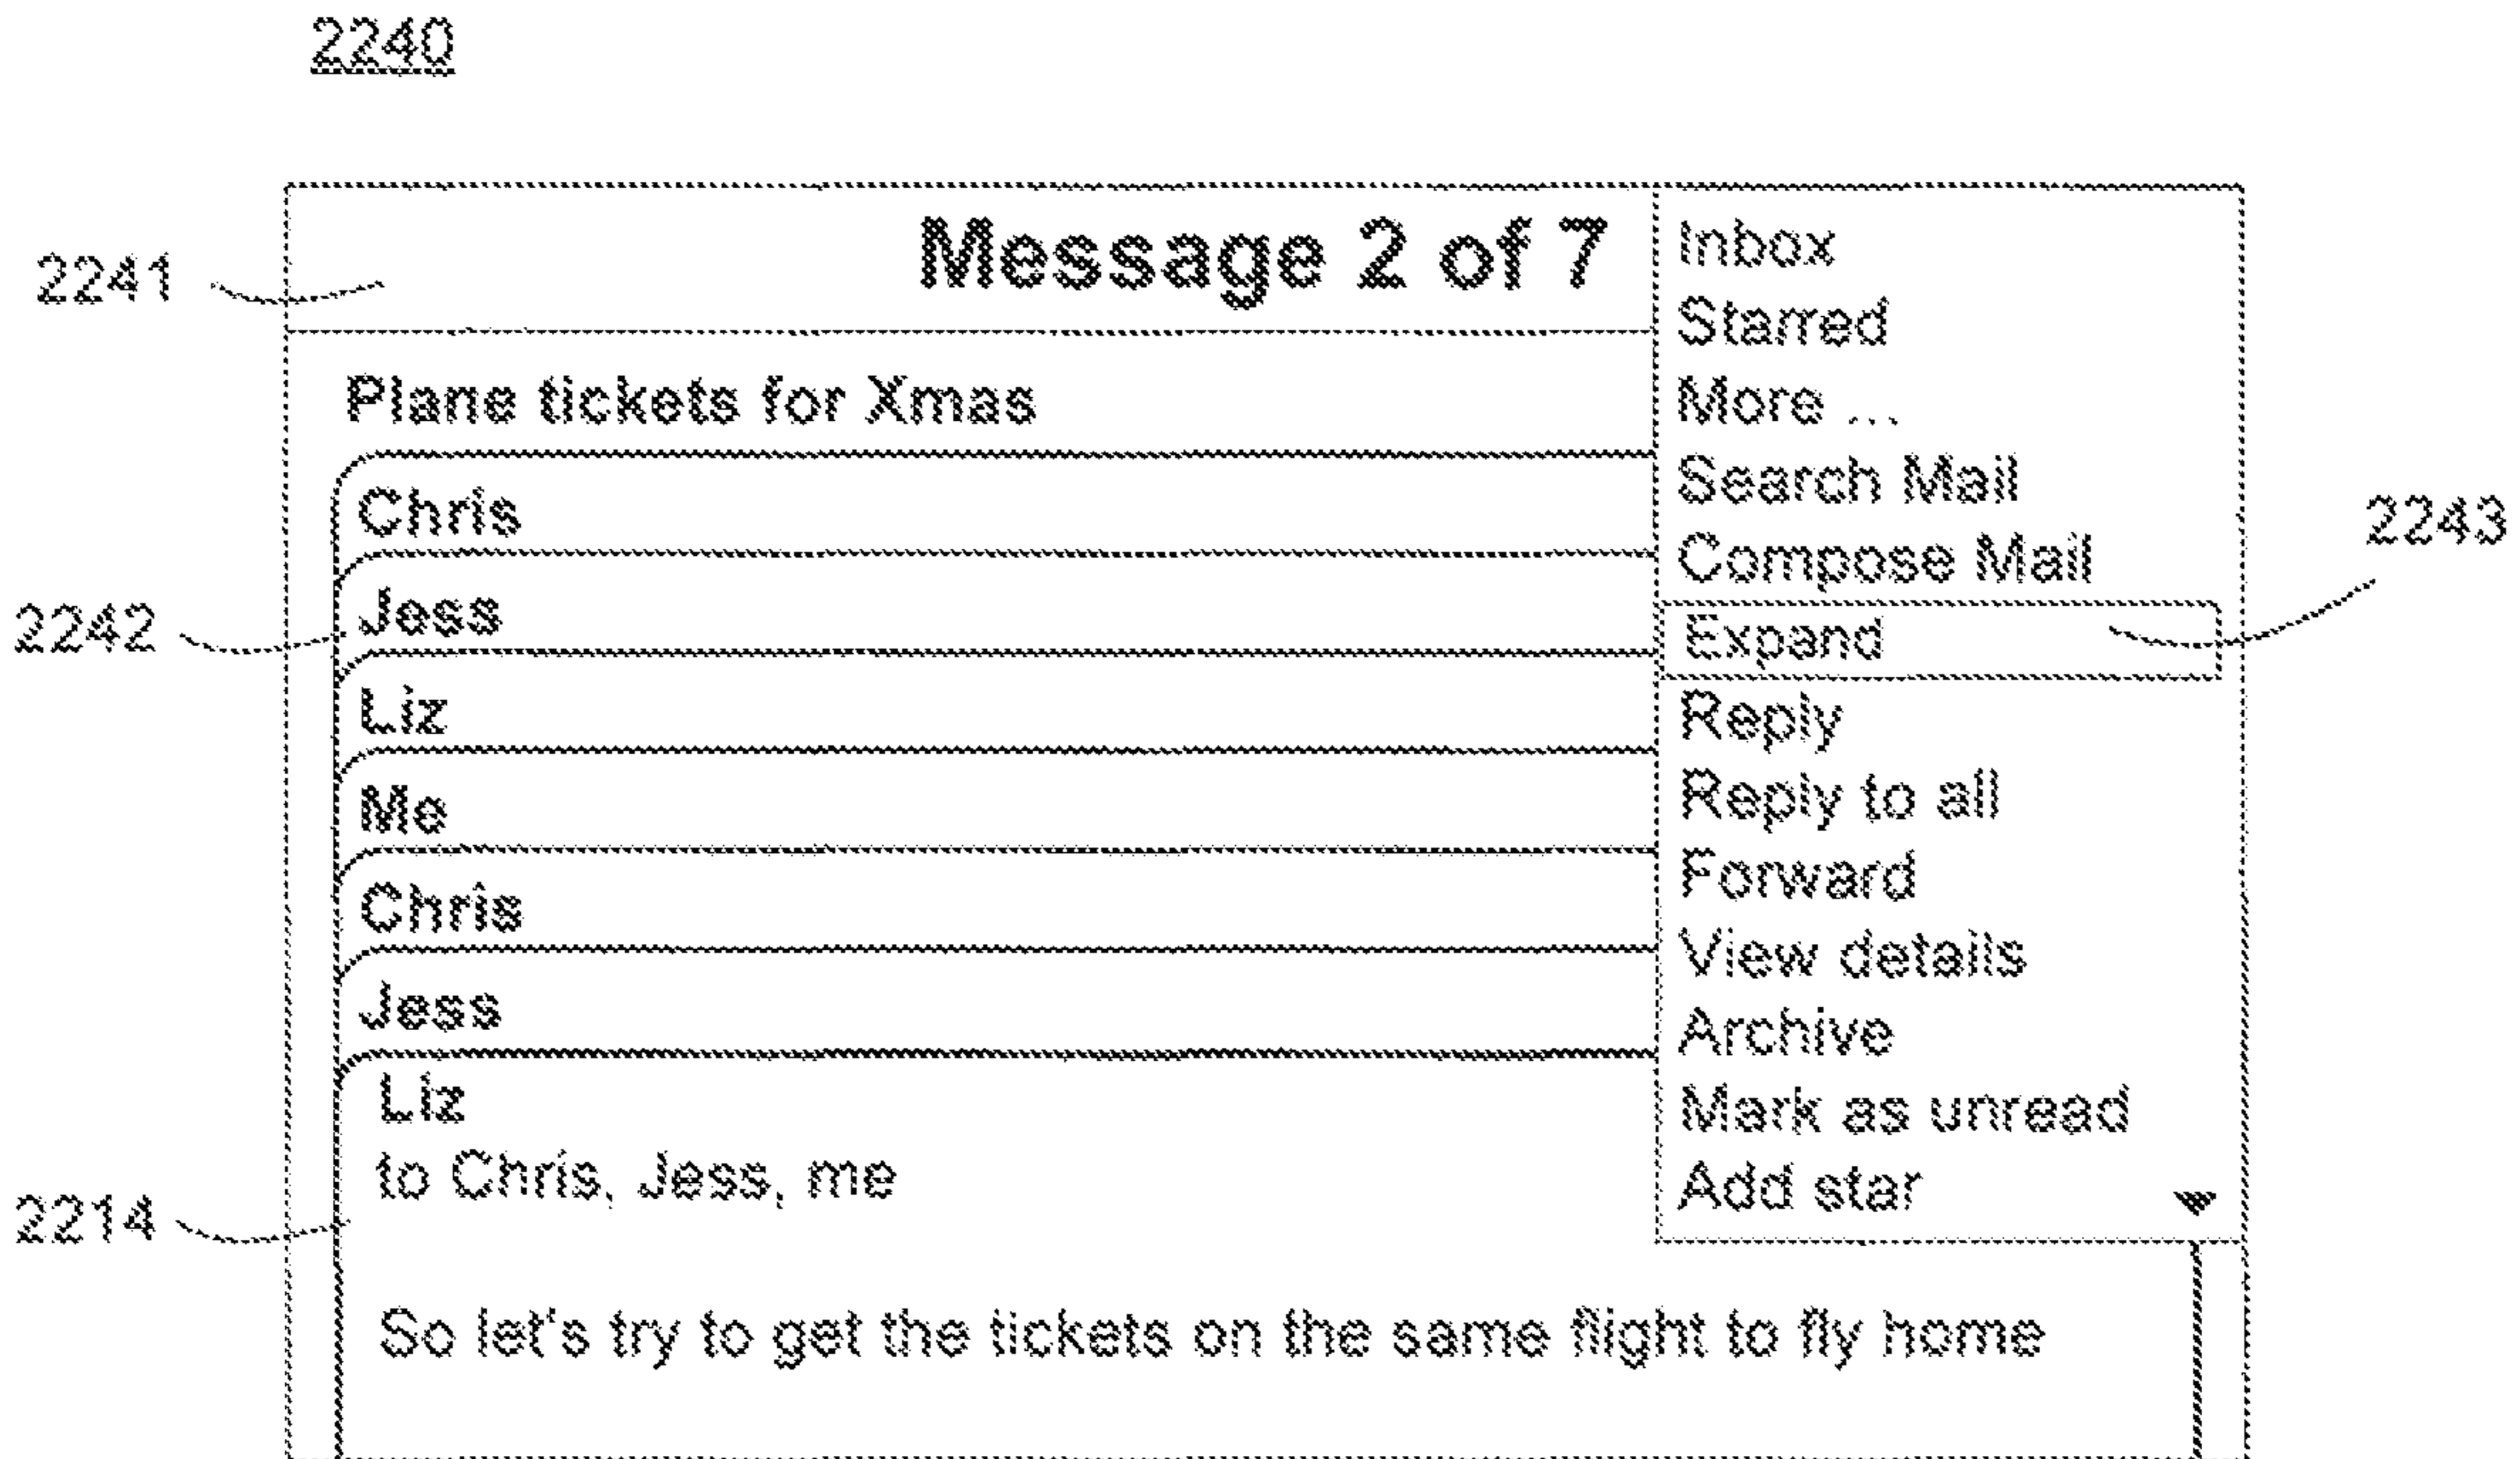 2240
2241
Message 2 of 7
Plane tickets for Xmas
Chris
2242
Jess
Liz
Me
Chris
Jess
Liz
to Chris, Jess, me
2214
So let's try to get the tickets on the same flight to fly home
Inbox
Starred
More ...
Search Mail
Compose Mail
2243
Expand
Reply
Reply to all
Forward
View details
Archive
Mark as unread
Add star